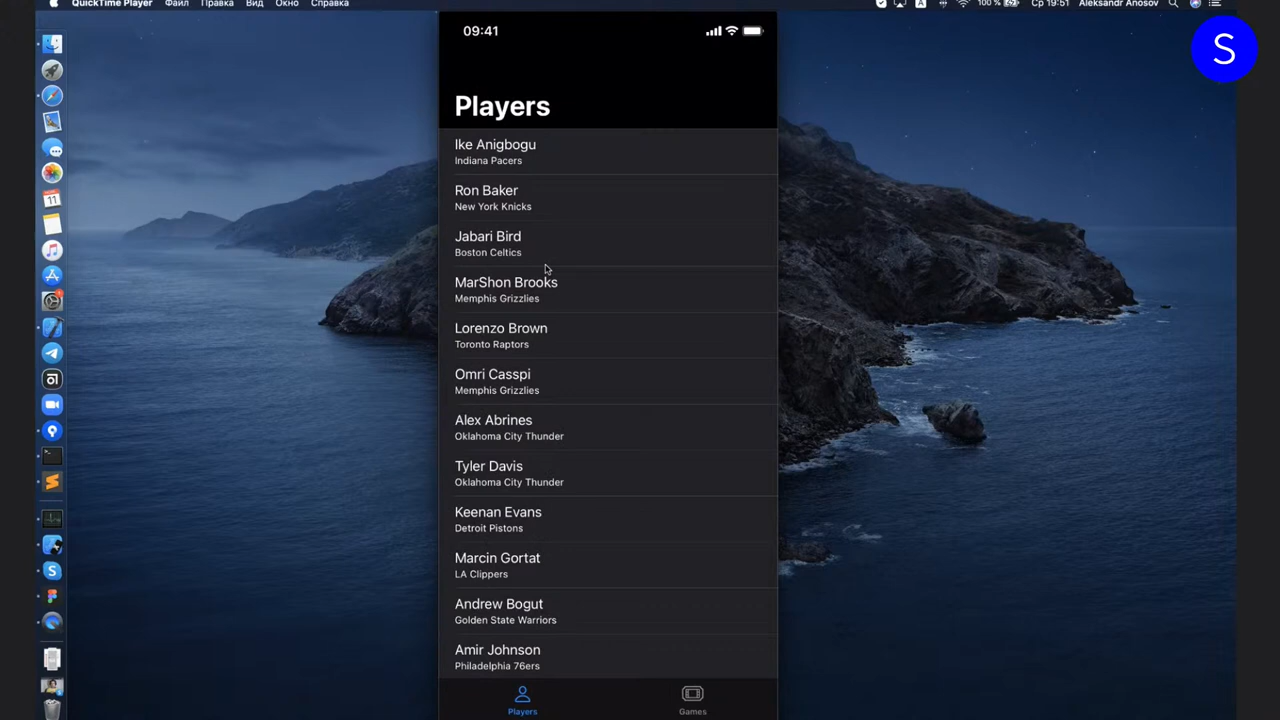 QuickTime Player Файл Правка Вид Окно Справка
A 100 % Ср 19:51 Aleksandr Anosov
S
09:41
Players
Ike Anigbogu
Indiana Pacers
Ron Baker
New York Knicks
Jabari Bird
Boston Celtics
MarShon Brooks
Memphis Grizzlies
Lorenzo Brown
Toronto Raptors
Omri Casspi
Memphis Grizzlies
Alex Abrines
Oklahoma City Thunder
Tyler Davis
Oklahoma City Thunder
Keenan Evans
Detroit Pistons
Marcin Gortat
LA Clippers
Andrew Bogut
Golden State Warriors
Amir Johnson
Philadelphia 76ers
Players Games
11